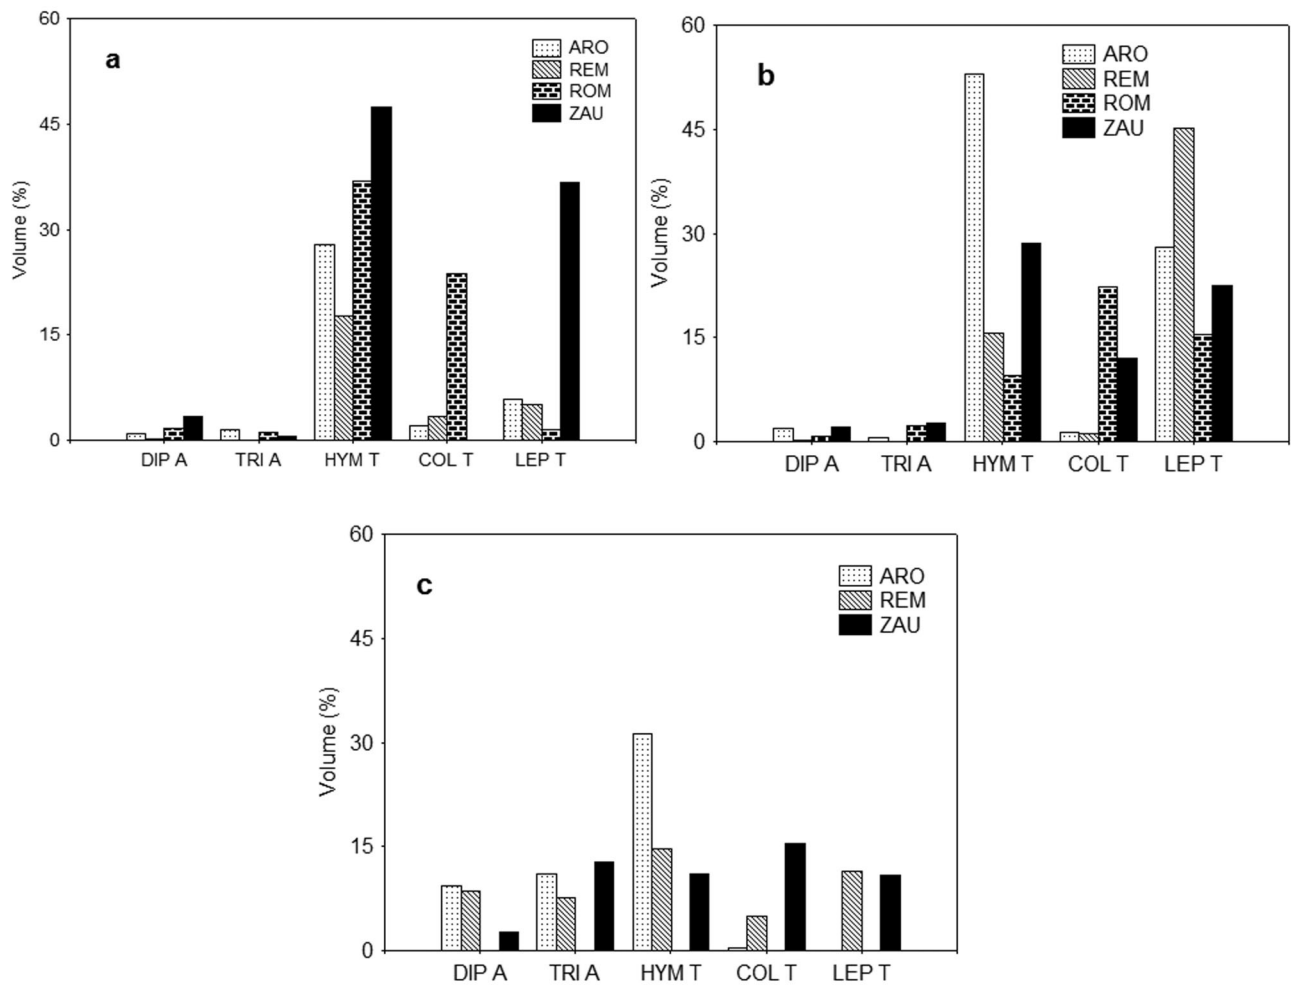 a
60
45
30
15
0
Volume (%)
ARO
REM
ROM
ZAU
DIP A TRI A HYM T COL T LEP T
b
60
45
30
15
0
Volume (%)
ARO
REM
ROM
ZAU
DIP A TRI A HYM T COL T LEP T
c
60
45
30
15
0
Volume (%)
ARO
REM
ZAU
DIP A TRI A HYM T COL T LEP T